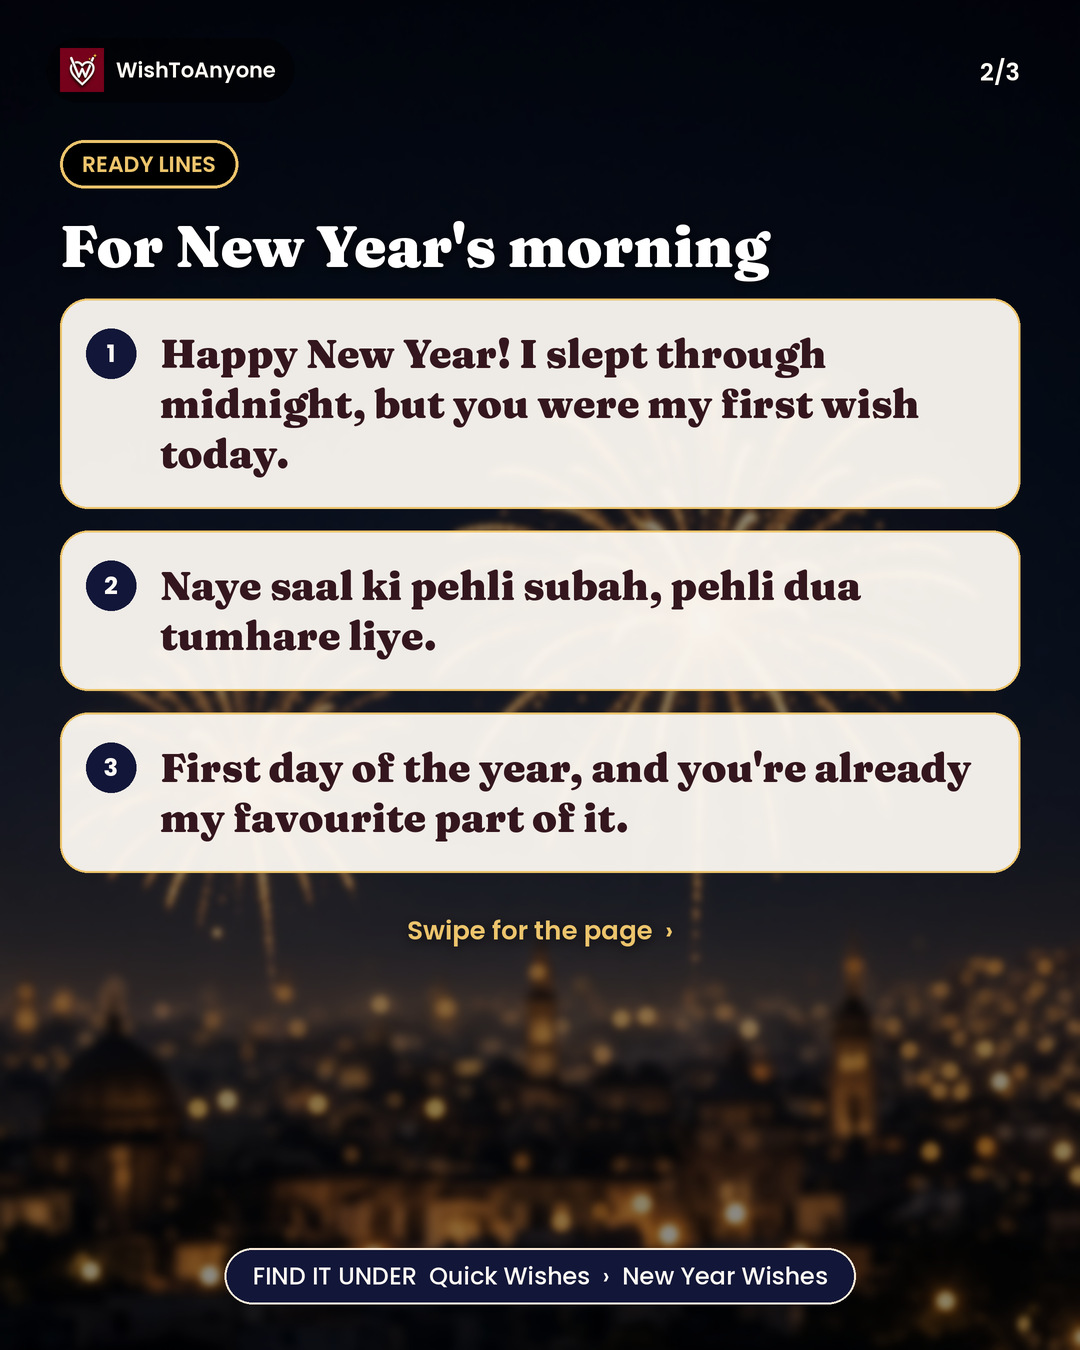 WishToAnyone
2/3
READY LINES
For New Year's morning
1
Happy New Year! I slept through
midnight, but you were my first wish
today.
2
Naye saal ki pehli subah, pehli dua
tumhare liye.
3
First day of the year, and you're already
my favourite part of it.
Swipe for the page ›
FIND IT UNDER Quick Wishes › New Year Wishes